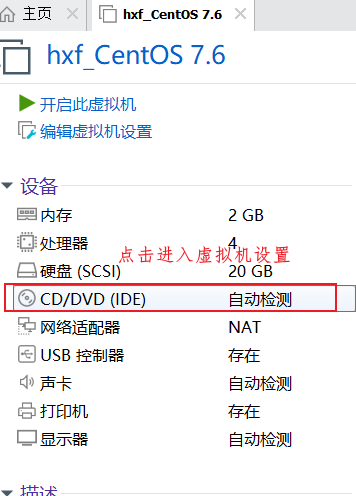 主页 hxf_CentOS 7.6
hxf_CentOS 7.6
开启此虚拟机
编辑虚拟机设置
设备
内存 2 GB
处理器 4
点击进入虚拟机设置
硬盘 (SCSI) 20 GB
CD/DVD (IDE) 自动检测
网络适配器 NAT
USB 控制器 存在
声卡 自动检测
打印机 存在
显示器 自动检测
描述